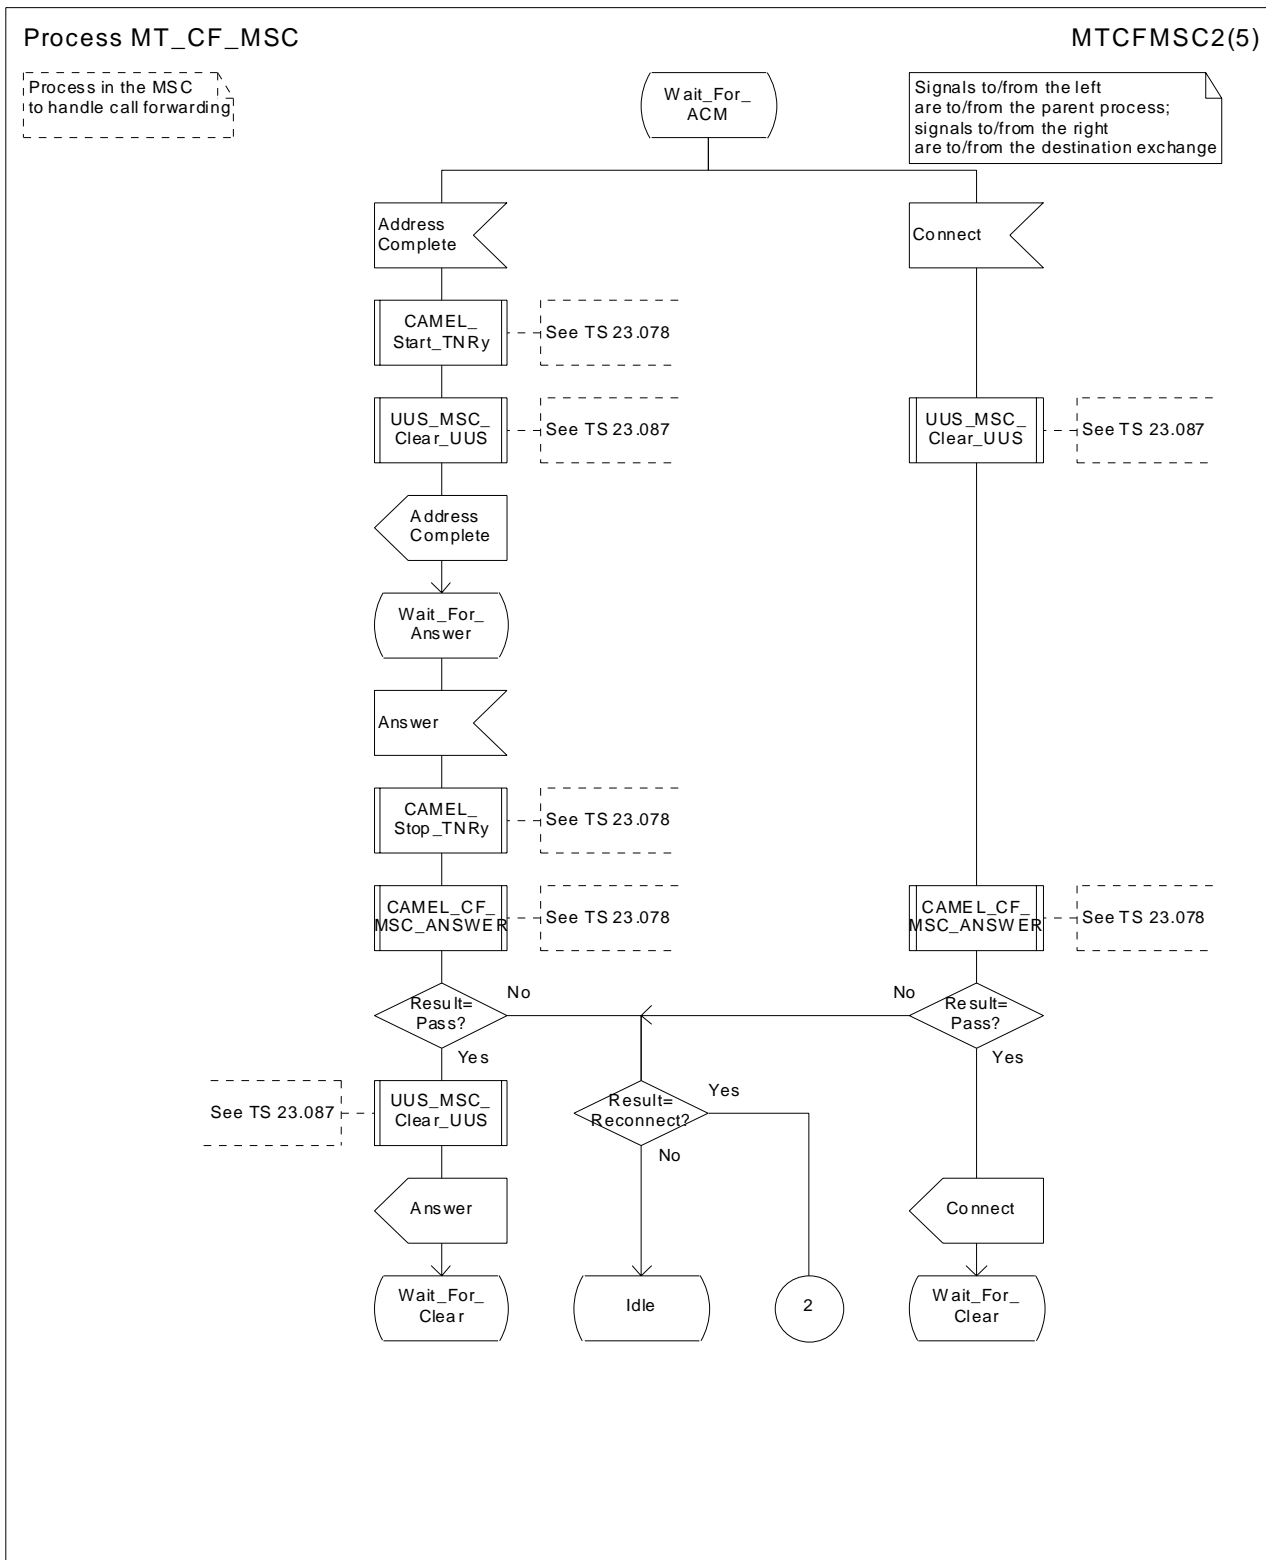 Process MT_CF_MSC
MTCFMSC2(5)
Process in the MSC
to handle call forwarding
Wait_For_
ACM
Signals to/from the left
are to/from the parent process;
signals to/from the right
are to/from the destination exchange
Address
Complete
Connect
CAMEL_
Start_TNRy
See TS 23.078
UUS_MSC_
Clear_UUS
See TS 23.087
UUS_MSC_
Clear_UUS
See TS 23.087
Address
Complete
Wait_For_
Answer
Answer
CAMEL_
Stop_TNRy
See TS 23.078
CAMEL_CF_
MSC_ANSWER
See TS 23.078
CAMEL_CF_
MSC_ANSWER
See TS 23.078
Result=
Pass?
No
No
Result=
Pass?
Yes
Yes
See TS 23.087
UUS_MSC_
Clear_UUS
Result=
Reconnect?
Yes
No
Answer
Connect
Wait_For_
Clear
Idle
2
Wait_For_
Clear